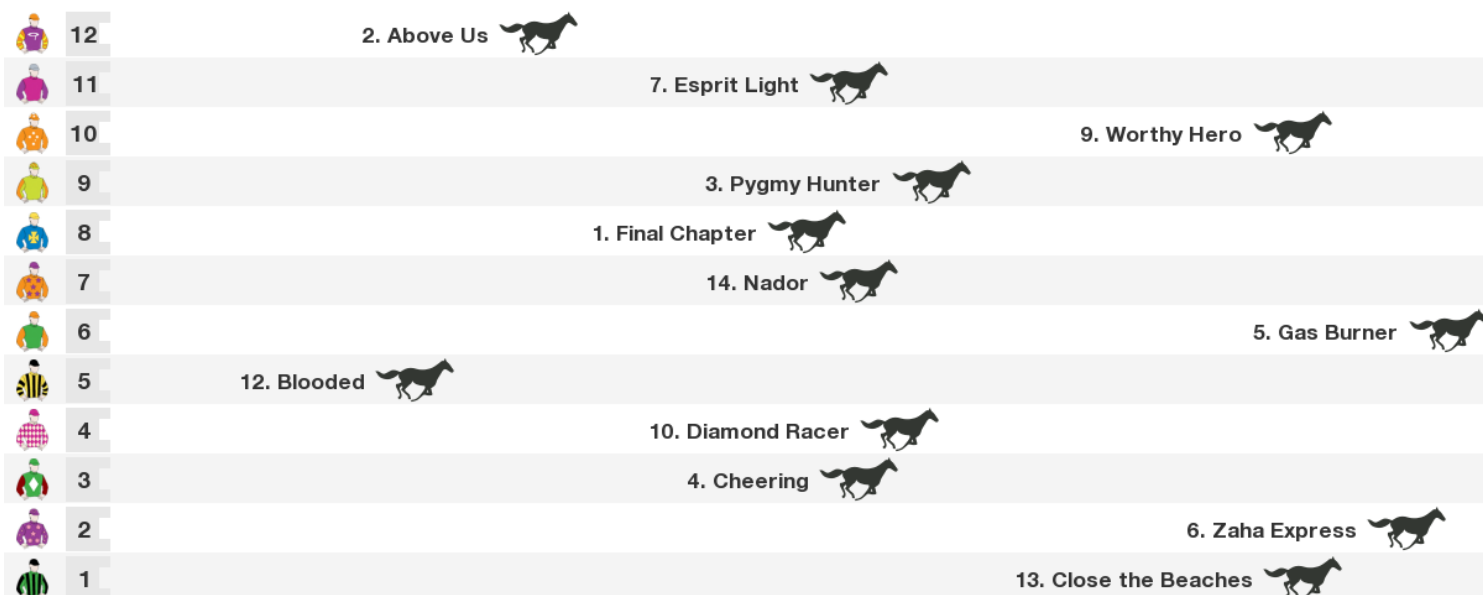 12 2. Above Us
11 7. Esprit Light
10 9. Worthy Hero
9 3. Pygmy Hunter
8 1. Final Chapter
7 14. Nador
6 5. Gas Burner
5 12. Blooded
4 10. Diamond Racer
3 4. Cheering
2 6. Zaha Express
1 13. Close the Beaches